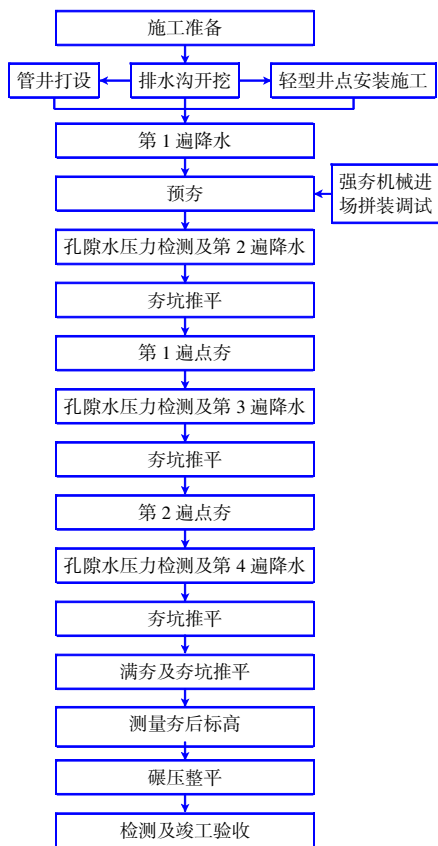 施工准备
管井打设
排水沟开挖
轻型井点安装施工
第 1 遍降水
预夯
强夯机械进
场拼装调试
孔隙水压力检测及第 2 遍降水
夯坑推平
第 1 遍点夯
孔隙水压力检测及第 3 遍降水
夯坑推平
第 2 遍点夯
孔隙水压力检测及第 4 遍降水
夯坑推平
满夯及夯坑推平
测量夯后标高
碾压整平
检测及竣工验收